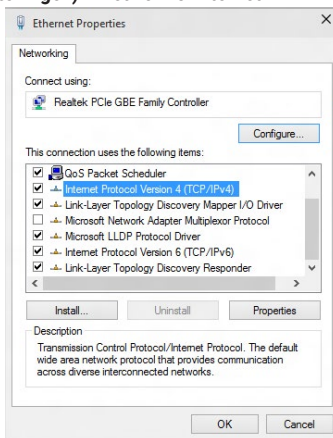 Ethernet Properties
Networking
Connect using:
Realtek PCIe GBE Family Controller
Configure...
This connection uses the following items:
QoS Packet Scheduler
Internet Protocol Version 4 (TCP/IPv4)
Link-Layer Topology Discovery Mapper I/O Driver
Microsoft Network Adapter Multiplexor Protocol
Microsoft LLDP Protocol Driver
Internet Protocol Version 6 (TCP/IPv6)
Link-Layer Topology Discovery Responder
Install... Uninstall Properties
Description
Transmission Control Protocol/Internet Protocol. The default
wide area network protocol that provides communication
across diverse interconnected networks.
OK Cancel